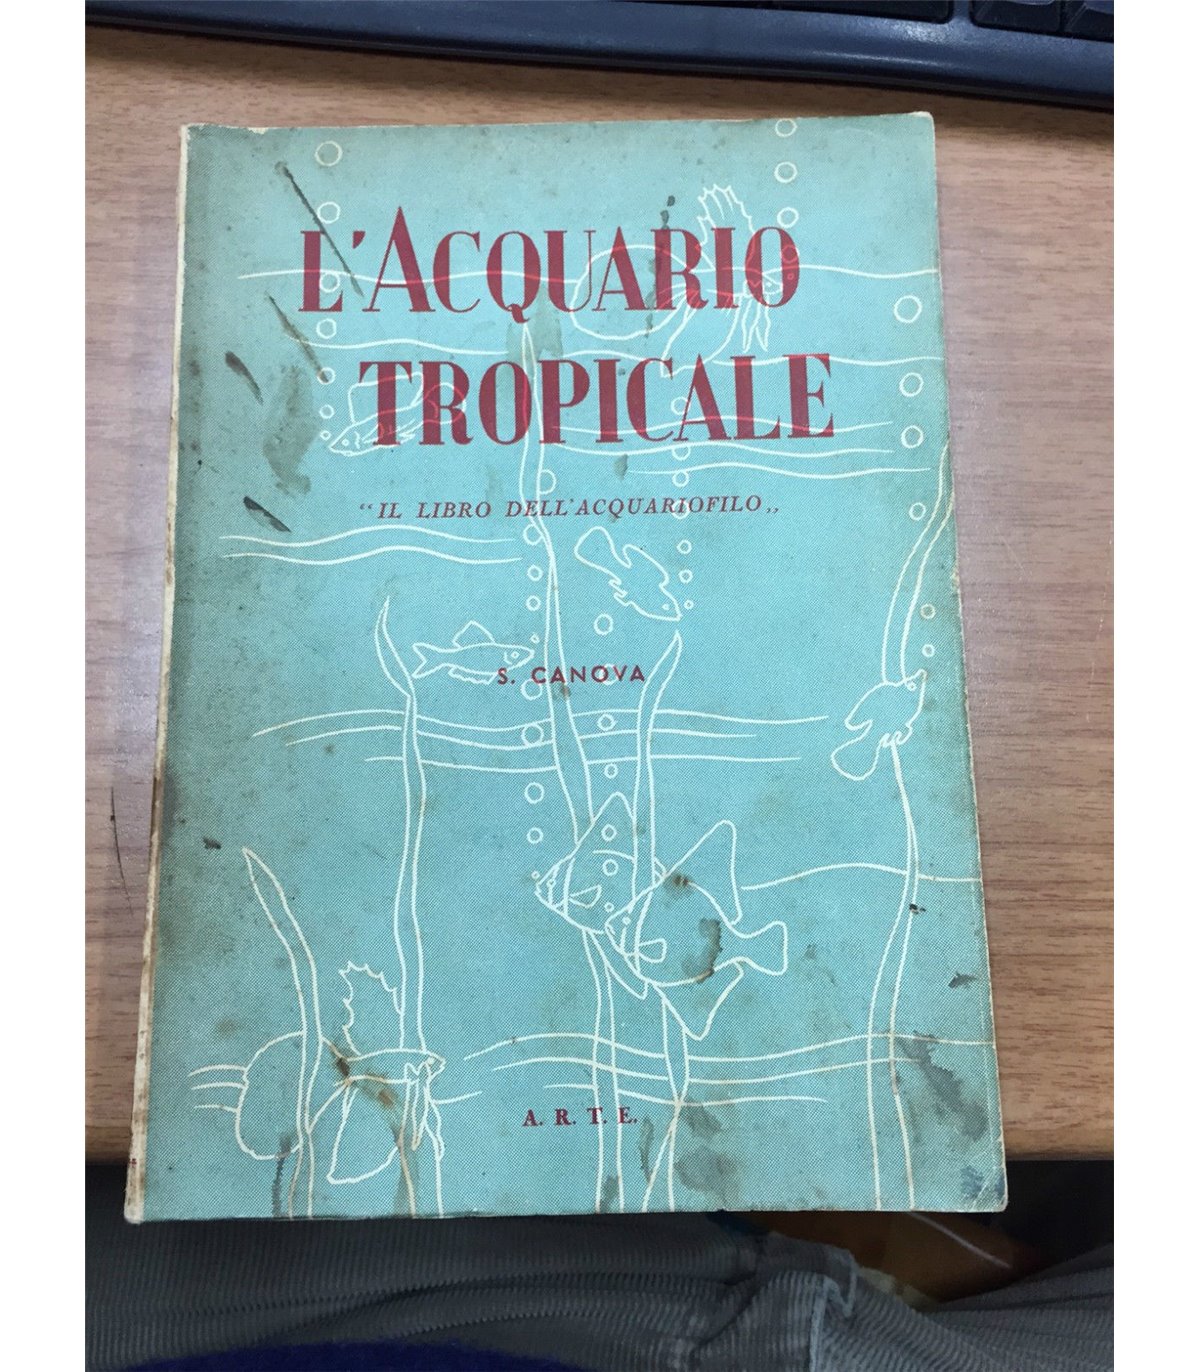 L'ACQUARIO
TROPICALE
“IL LIBRO DELL'ACQUARIOFILO„
S. CANOVA
A. R. T. E.